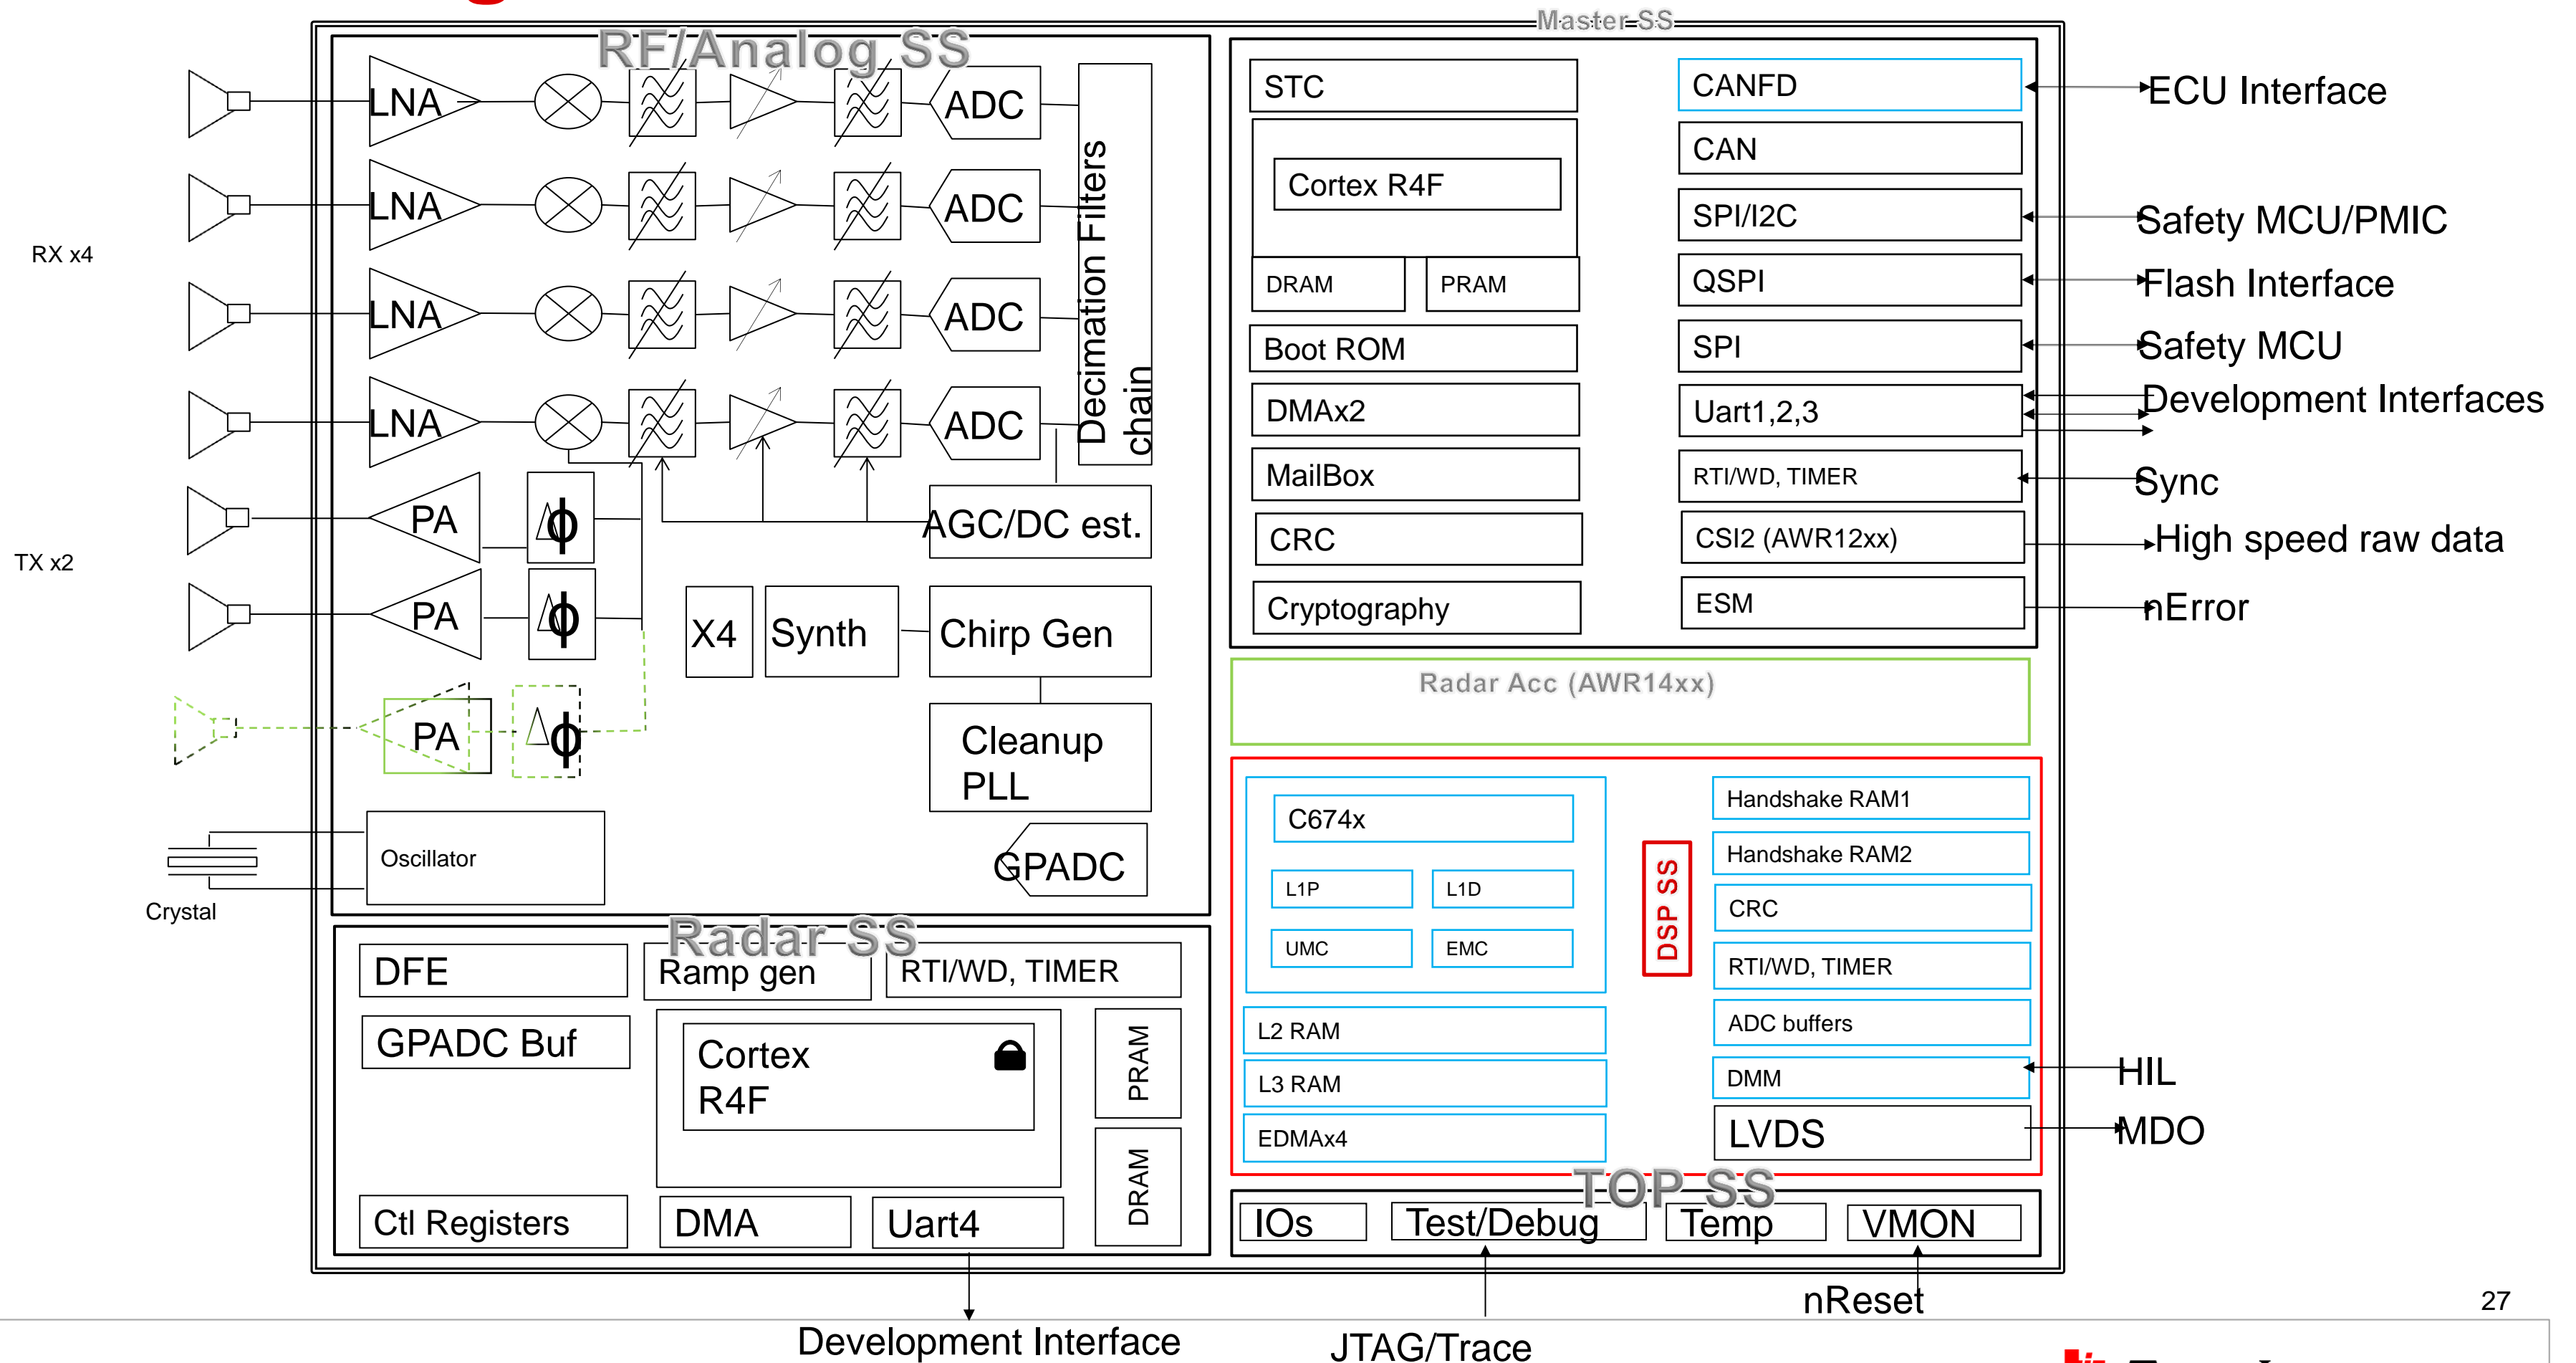 Master SS
RF/Analog SS
RX x4
LNA
ADC
LNA
ADC
LNA
ADC
LNA
ADC
Decimation Filters
chain
TX x2
PA
Δϕ
AGC/DC est.
PA
Δϕ
X4
Synth
Chirp Gen
PA
Δϕ
Cleanup
PLL
Oscillator
GPADC
Crystal
STC
Cortex R4F
DRAM
PRAM
Boot ROM
DMAx2
MailBox
CRC
Cryptography
CANFD
CAN
SPI/I2C
QSPI
SPI
Uart1,2,3
RTI/WD, TIMER
CSI2 (AWR12xx)
ESM
ECU Interface
Safety MCU/PMIC
Flash Interface
Safety MCU
Development Interfaces
Sync
High speed raw data
nError
Radar Acc (AWR14xx)
Radar SS
DFE
Ramp gen
RTI/WD, TIMER
GPADC Buf
Cortex
R4F
PRAM
DRAM
Ctl Registers
DMA
Uart4
C674x
L1P
L1D
UMC
EMC
L2 RAM
L3 RAM
EDMAx4
DSP SS
Handshake RAM1
Handshake RAM2
CRC
RTI/WD, TIMER
ADC buffers
DMM
LVDS
HIL
MDO
TOP SS
IOs
Test/Debug
Temp
VMON
nReset
27
Development Interface
JTAG/Trace